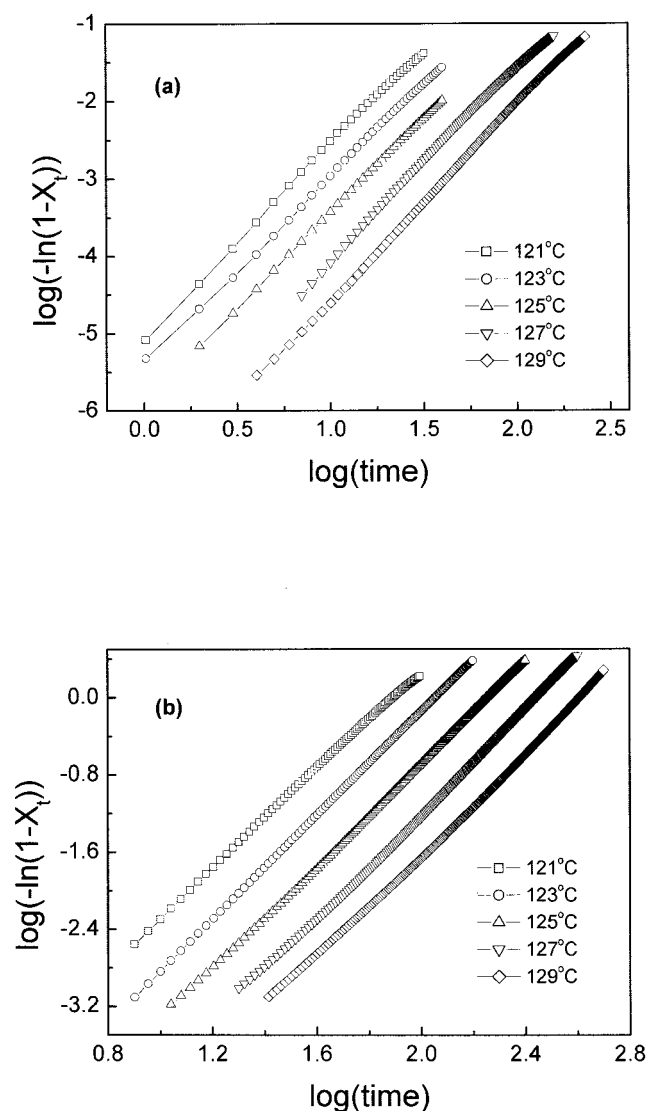 -1
(a)
-2
-3
-4
-5
-6
log(-ln(1-Xₜ))
121°C
123°C
125°C
127°C
129°C
0.0 0.5 1.0 1.5 2.0 2.5
log(time)
(b)
0.0
-0.8
-1.6
-2.4
-3.2
log(-ln(1-Xₜ))
121°C
123°C
125°C
127°C
129°C
0.8 1.2 1.6 2.0 2.4 2.8
log(time)